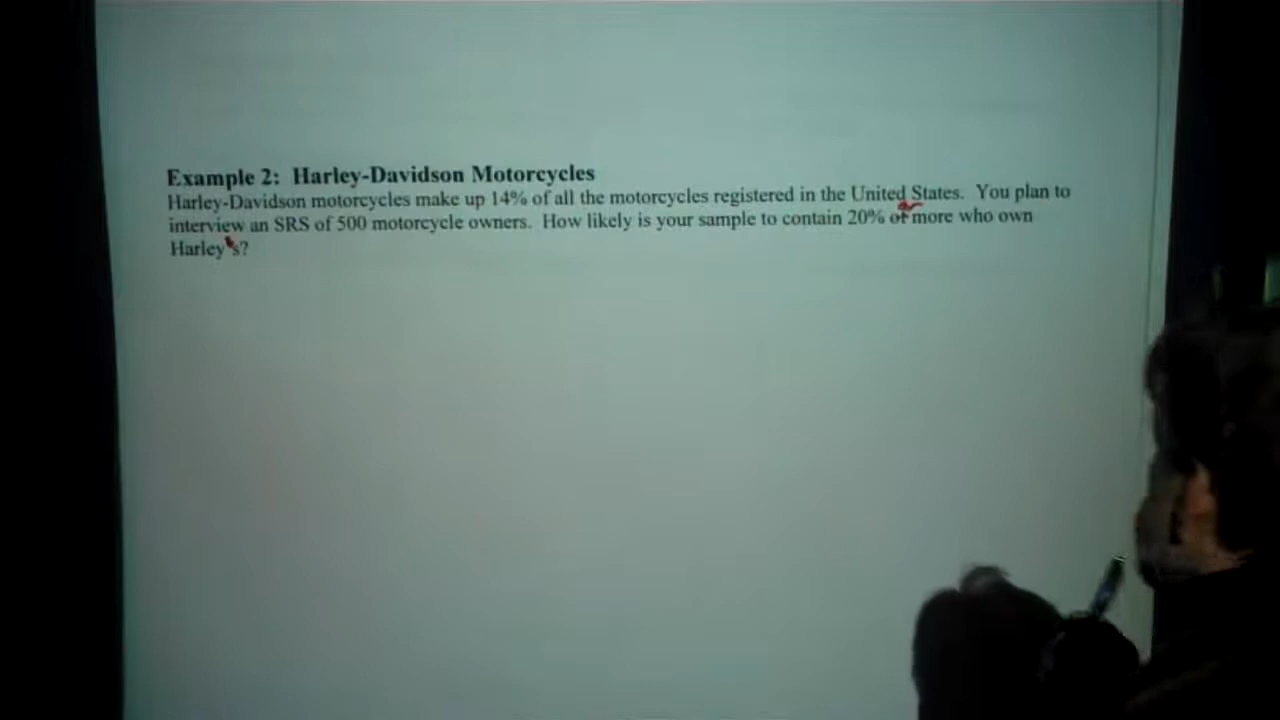 Example 2: Harley-Davidson Motorcycles
Harley-Davidson motorcycles make up 14% of all the motorcycles registered in the United States. You plan to
interview an SRS of 500 motorcycle owners. How likely is your sample to contain 20% or more who own
Harley's?